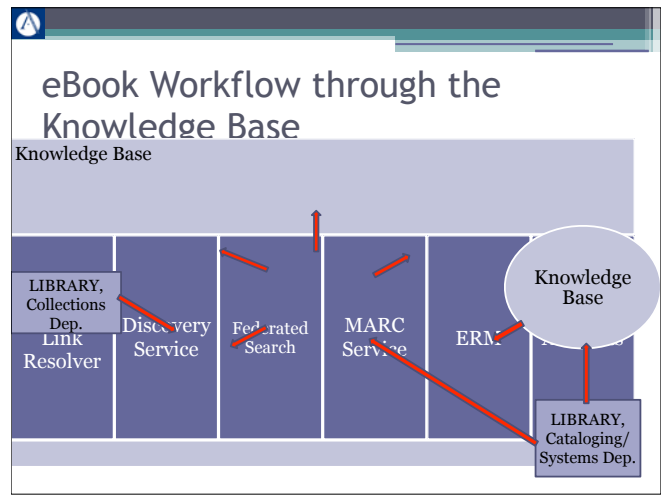 eBook Workflow through the
Knowledge Base
Knowledge Base
LIBRARY,
Collections
Dep.
Link
Resolver
Discovery
Service
Federated
Search
MARC
Service
ERM
Knowledge
Base
LIBRARY,
Cataloging/
Systems Dep.